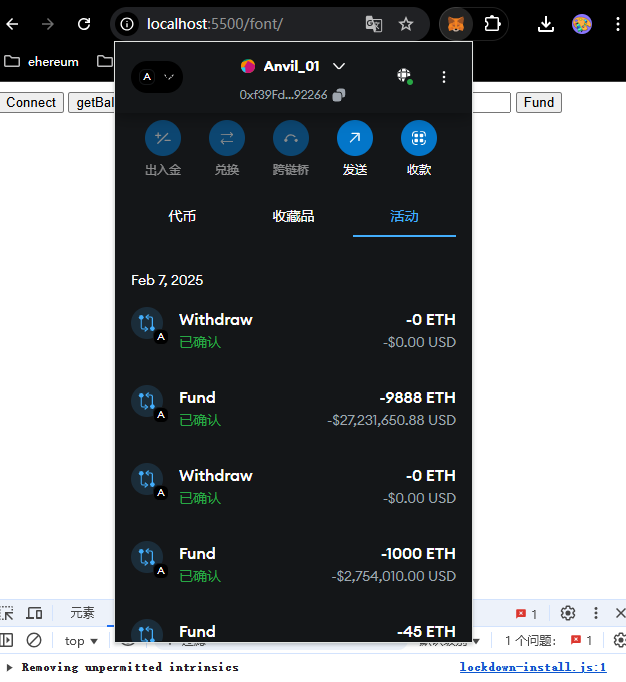 localhost:5500/font/
ehereum
A Anvil_01
0xf39Fd...92266
Connect getBal Fund
出入金 兑换 跨链桥 发送 收款
代币 收藏品 活动
Feb 7, 2025
Withdraw -0 ETH
A 已确认 -$0.00 USD
Fund -9888 ETH
A 已确认 -$27,231,650.88 USD
Withdraw -0 ETH
A 已确认 -$0.00 USD
Fund -1000 ETH
A 已确认 -$2,754,010.00 USD
Fund -45 ETH
元素 1
top 1 个问题: 1
Removing unpermitted intrinsics lockdown-install.js:1